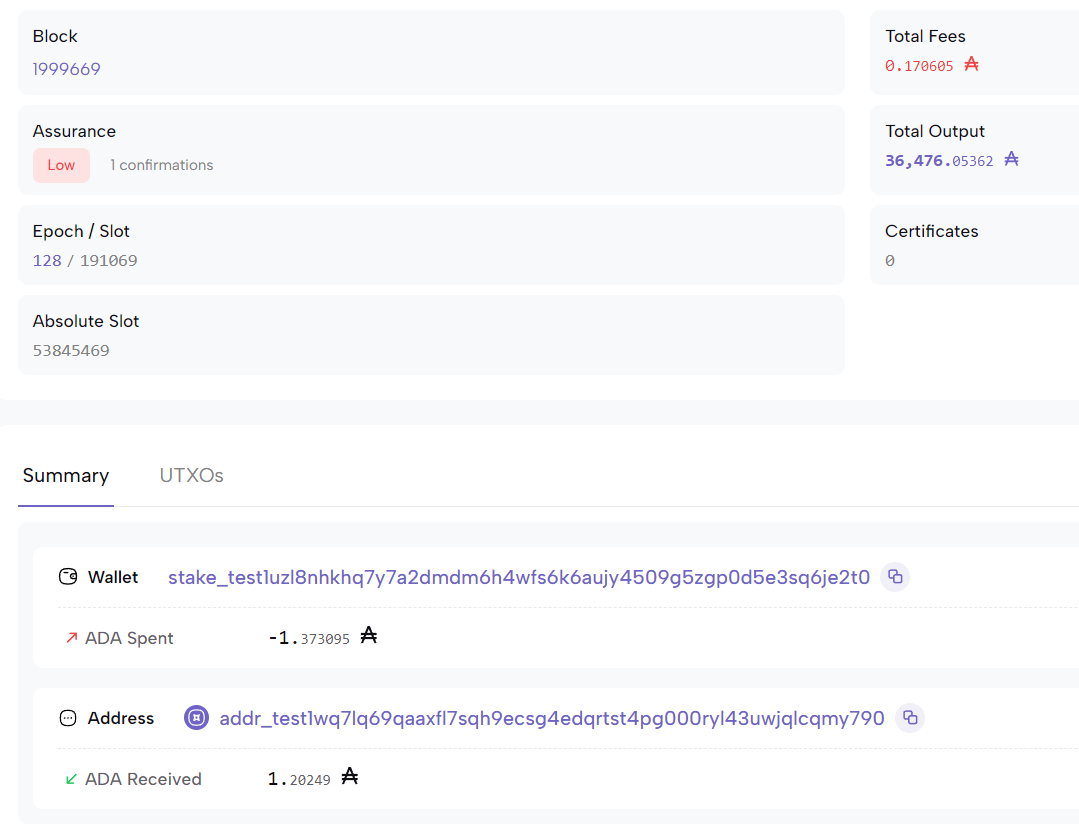 Block
1999669
Total Fees
0.170605 ₳
Assurance
Low 1 confirmations
Total Output
36,476.05362 ₳
Epoch / Slot
128 / 191069
Certificates
0
Absolute Slot
53845469
Summary UTXOs
Wallet stake_test1uzl8nhkhq7y7a2dmdm6h4wfs6k6aujy4509g5zgp0d5e3sq6je2t0
ADA Spent -1.373095 ₳
Address addr_test1wq7lq69qaaxfl7sqh9ecsg4edqrtst4pg000ryl43uwjqlcqmy790
ADA Received 1.20249 ₳